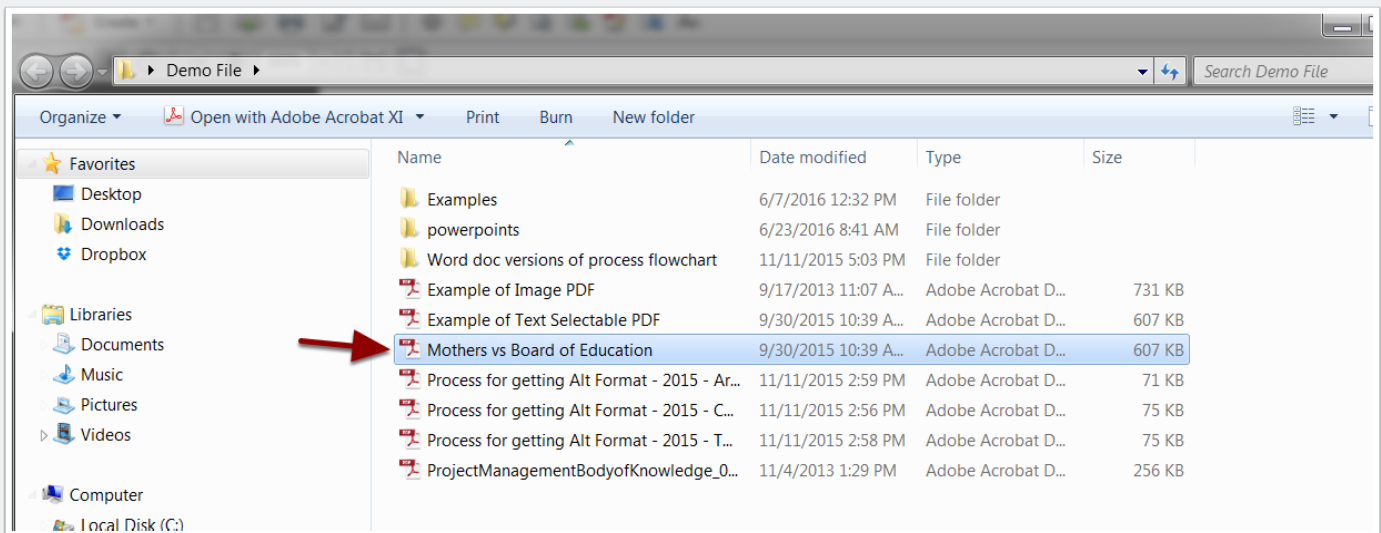 Create
Demo File
Search Demo File
Organize Open with Adobe Acrobat XI Print Burn New folder
Favorites
Desktop
Downloads
Dropbox
Libraries
Documents
Music
Pictures
Videos
Computer
Local Disk (C:)
Name Date modified Type Size
Examples 6/7/2016 12:32 PM File folder
powerpoints 6/23/2016 8:41 AM File folder
Word doc versions of process flowchart 11/11/2015 5:03 PM File folder
Example of Image PDF 9/17/2013 11:07 A... Adobe Acrobat D... 731 KB
Example of Text Selectable PDF 9/30/2015 10:39 A... Adobe Acrobat D... 607 KB
Mothers vs Board of Education 9/30/2015 10:39 A... Adobe Acrobat D... 607 KB
Process for getting Alt Format - 2015 - Ar... 11/11/2015 2:59 PM Adobe Acrobat D... 71 KB
Process for getting Alt Format - 2015 - C... 11/11/2015 2:56 PM Adobe Acrobat D... 75 KB
Process for getting Alt Format - 2015 - T... 11/11/2015 2:58 PM Adobe Acrobat D... 75 KB
ProjectManagementBodyofKnowledge_0... 11/4/2013 1:29 PM Adobe Acrobat D... 256 KB